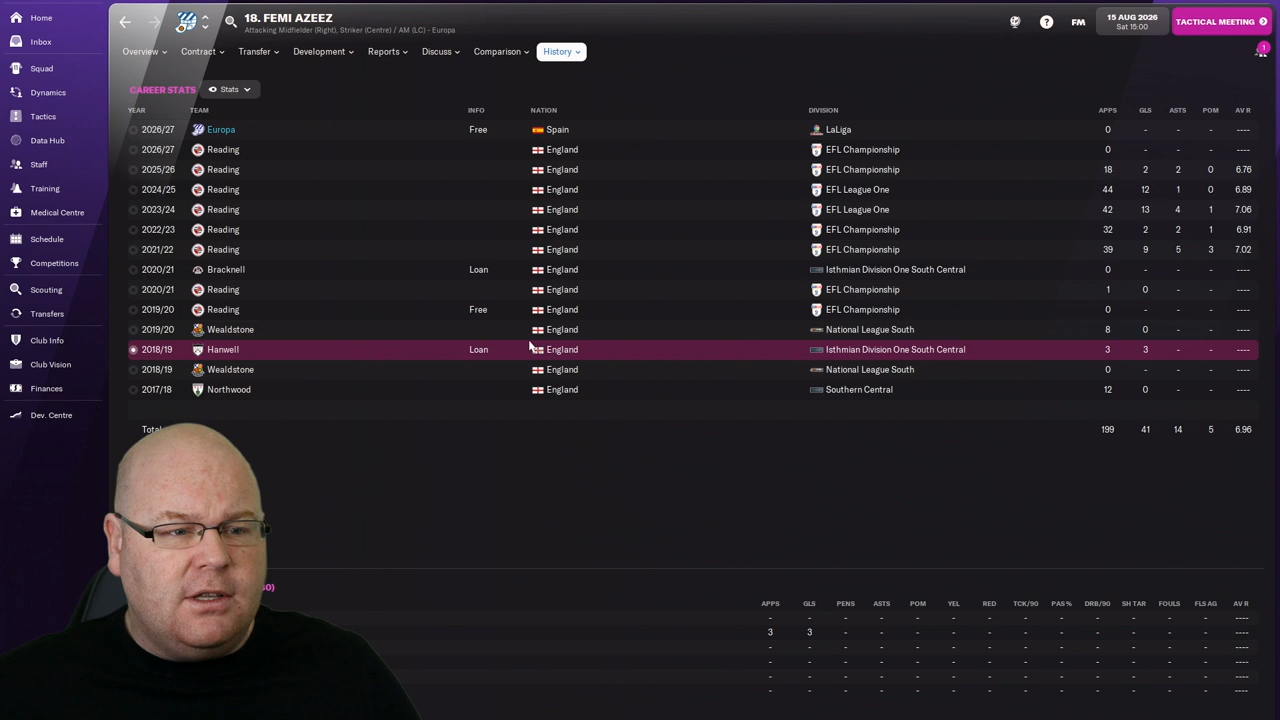 Home
Inbox
Squad
Dynamics
Tactics
Data Hub
Staff
Training
Medical Centre
Schedule
Competitions
Scouting
Transfers
Club Info
Club Vision
Finances
Dev. Centre
18. FEMI AZEEZ
Attacking Midfielder (Right), Striker (Centre) / AM (LC) - Europa
? FM 15 AUG 2026 TACTICAL MEETING
Sat 15:00
Overview Contract Transfer Development Reports Discuss Comparison History 1
CAREER STATS Stats
YEAR TEAM INFO NATION DIVISION APPS GLS ASTS POM AV R
2026/27 Europa Free Spain LaLiga 0 - - - ----
2026/27 Reading England EFL Championship 0 - - - ----
2025/26 Reading England EFL Championship 18 2 2 0 6.76
2024/25 Reading England EFL League One 44 12 1 0 6.89
2023/24 Reading England EFL League One 42 13 4 1 7.06
2022/23 Reading England EFL Championship 32 2 2 1 6.91
2021/22 Reading England EFL Championship 39 9 5 3 7.02
2020/21 Bracknell Loan England Isthmian Division One South Central 0 - - - ----
2020/21 Reading England EFL Championship 1 0 - - ----
2019/20 Reading Free England EFL Championship 0 - - - ----
2019/20 Wealdstone England National League South 8 0 - - ----
2018/19 Hanwell Loan England Isthmian Division One South Central 3 3 - - ----
2018/19 Wealdstone England National League South 0 - - - ----
2017/18 Northwood England Southern Central 12 0 - - ----
199 41 14 5 6.96
APPS GLS PENS ASTS POM YEL RED TCK/90 PAS % DRB/90 SH TAR FOULS FLS AG AV R
- - - - - - - - - - - - - ----
3 3 - - - - - - - - - - - ----
- - - - - - - - - - - - - ----
- - - - - - - - - - - - - ----
- - - - - - - - - - - - - ----
- - - - - - - - - - - - - ----